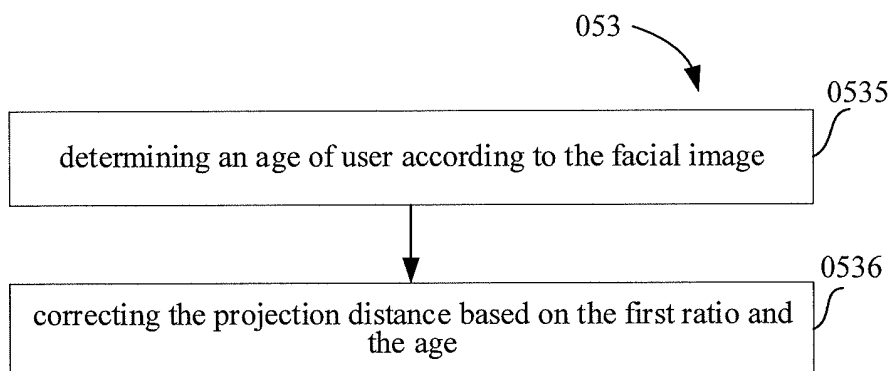 053
0535
determining an age of user according to the facial image
0536
correcting the projection distance based on the first ratio and
the age